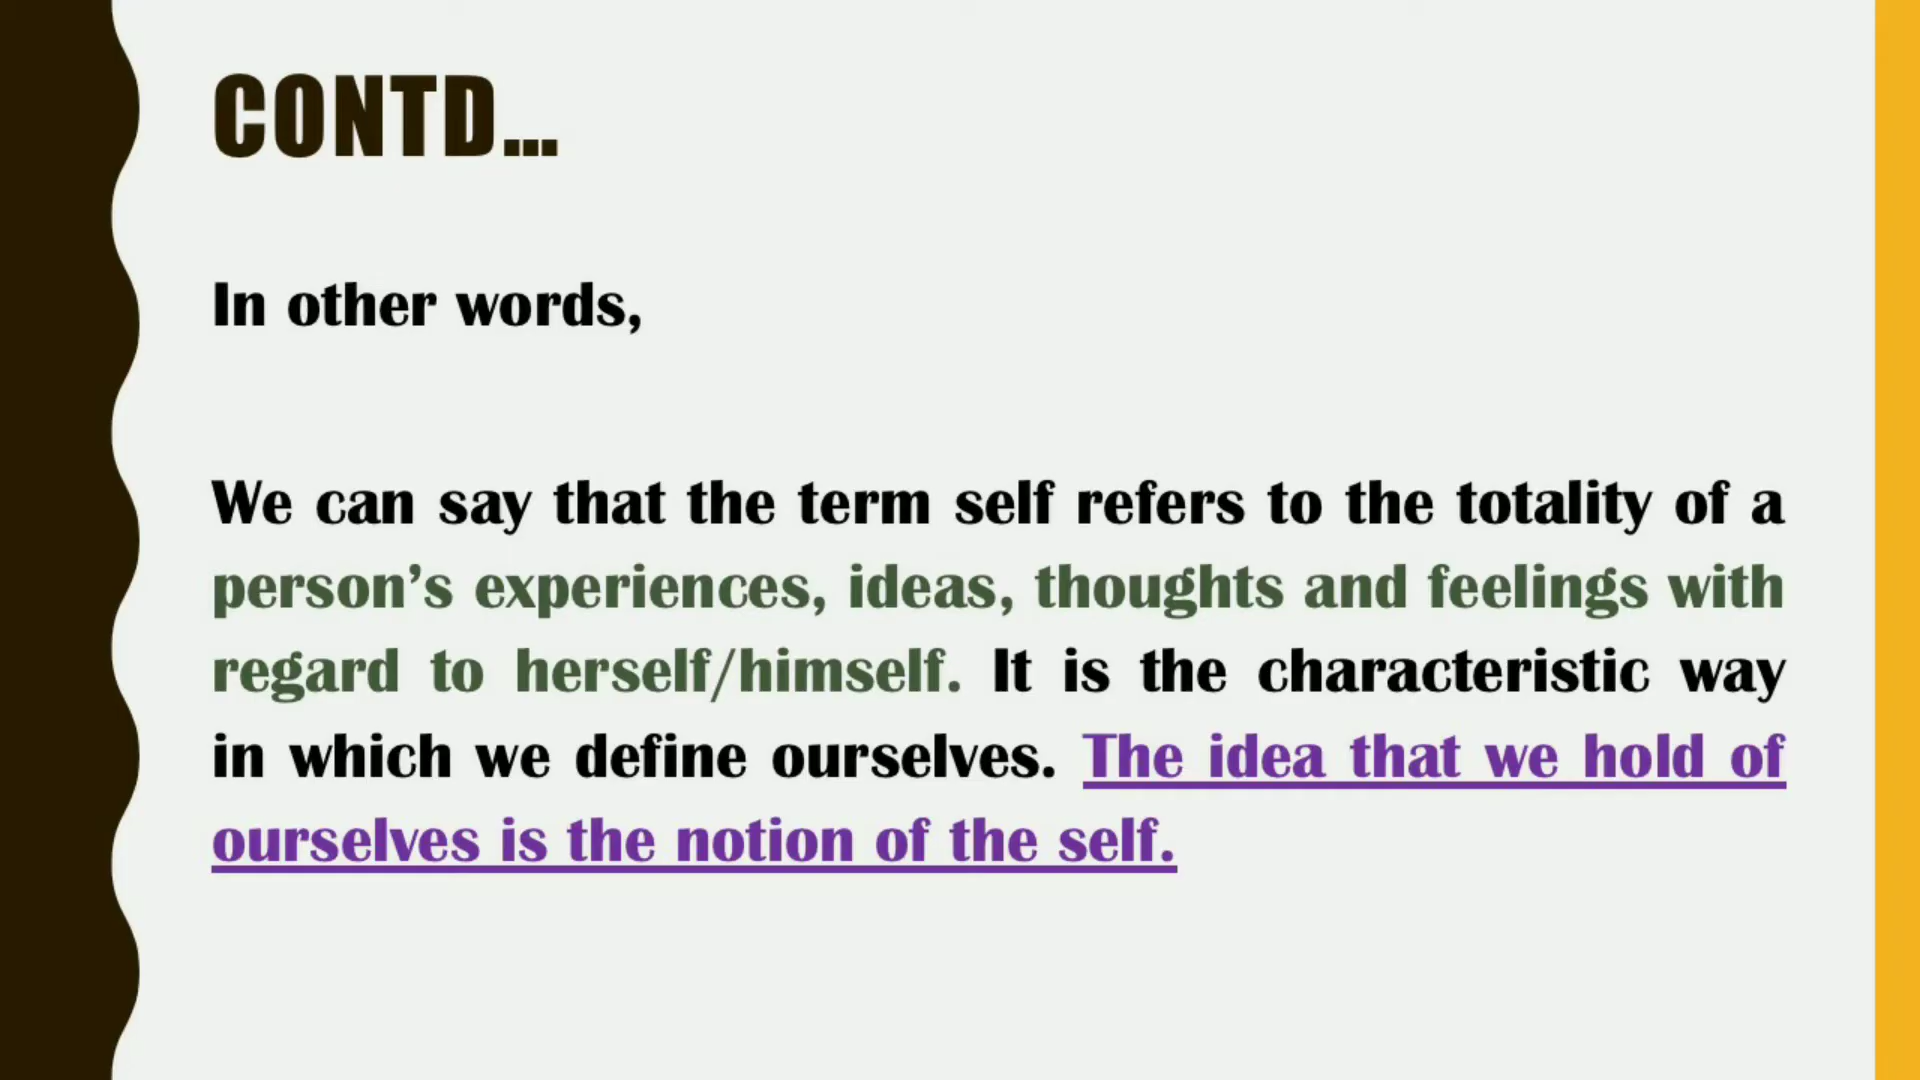 CONTD...
In other words,
We can say that the term self refers to the totality of a
person’s experiences, ideas, thoughts and feelings with
regard to herself/himself. It is the characteristic way
in which we define ourselves. The idea that we hold of
ourselves is the notion of the self.